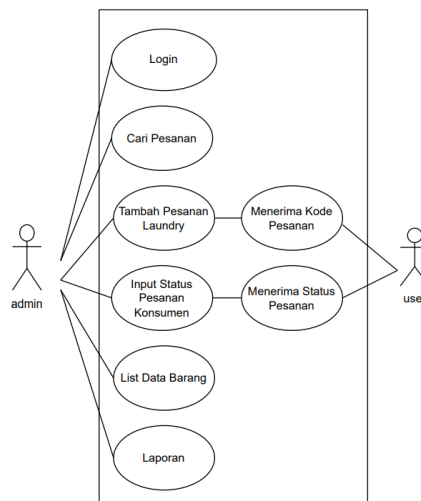 Login
Cari Pesanan
Tambah Pesanan
Laundry
Menerima Kode
Pesanan
admin
Input Status
Pesanan
Konsumen
Menerima Status
Pesanan
use
List Data Barang
Laporan